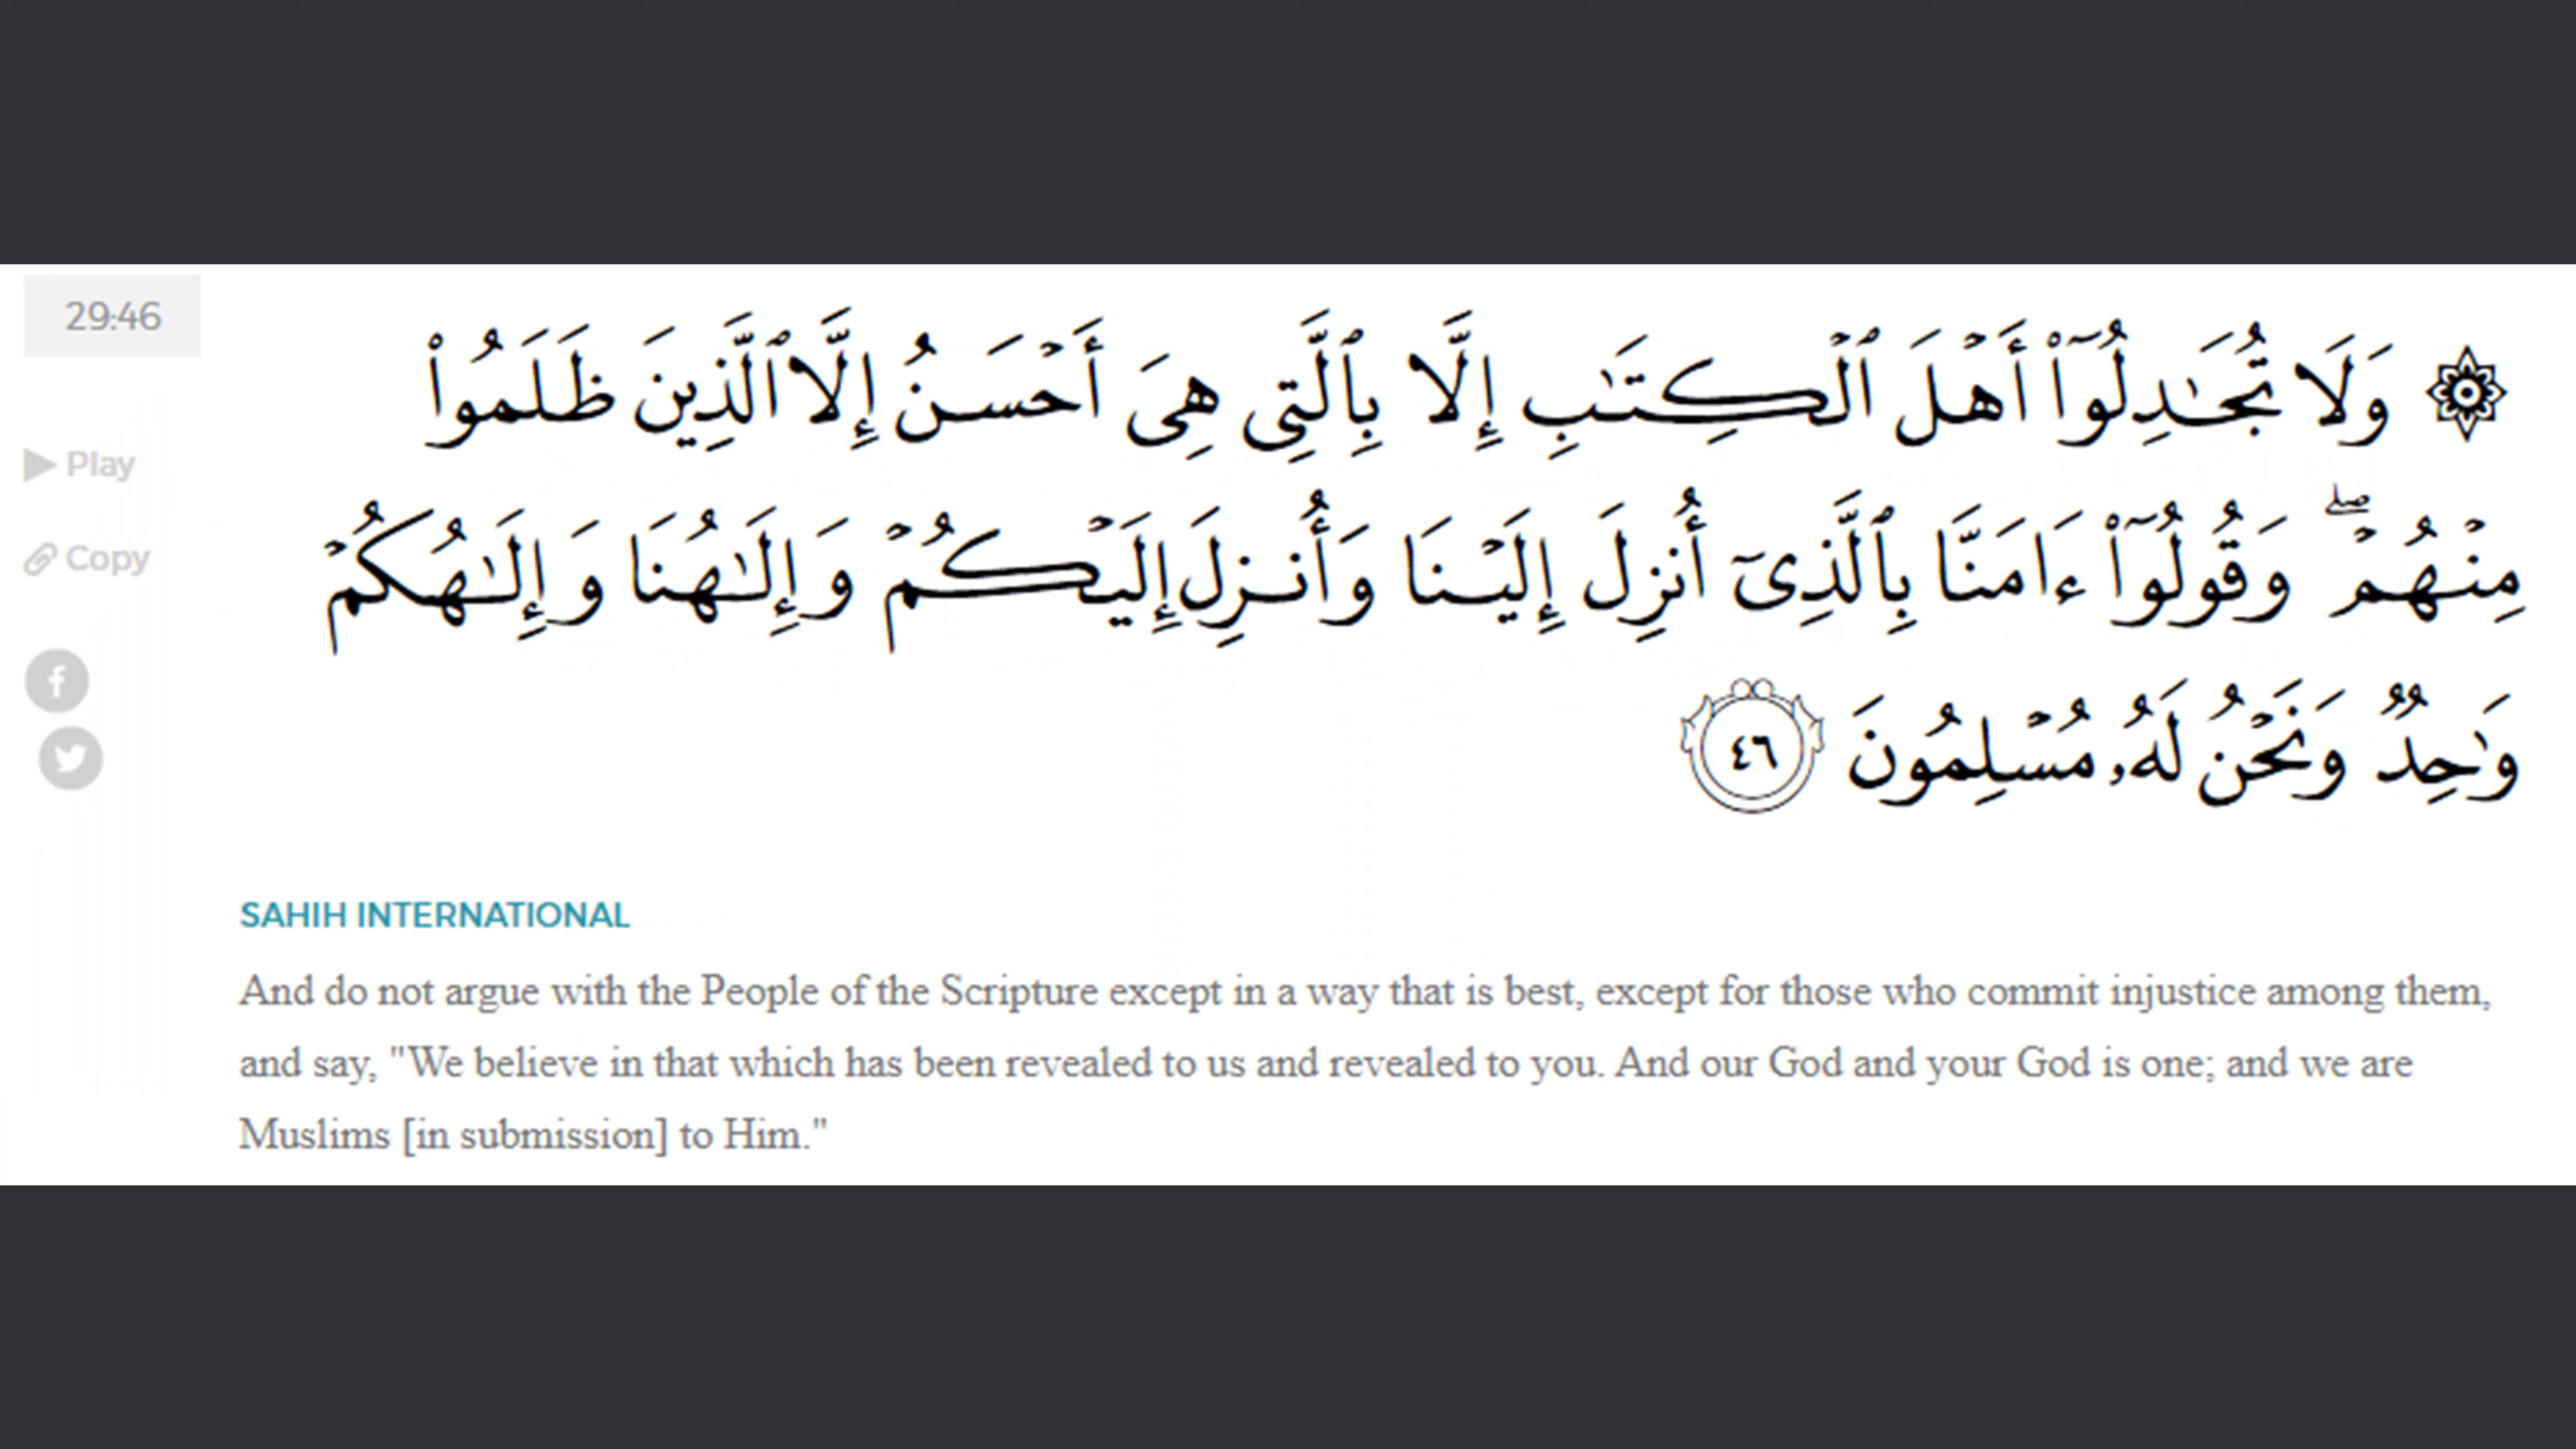 29:46
۞ وَلَا تُجَـٰدِلُوٓا۟ أَهْلَ ٱلْكِتَـٰبِ إِلَّا بِٱلَّتِى هِىَ أَحْسَنُ إِلَّا ٱلَّذِينَ ظَلَمُوا۟
مِنْهُمْ ۖ وَقُولُوٓا۟ ءَامَنَّا بِٱلَّذِىٓ أُنزِلَ إِلَيْنَا وَأُنزِلَ إِلَيْكُمْ وَإِلَـٰهُنَا وَإِلَـٰهُكُمْ
وَٰحِدٌ وَنَحْنُ لَهُۥ مُسْلِمُونَ ٤٦
Play
Copy
SAHIH INTERNATIONAL
And do not argue with the People of the Scripture except in a way that is best, except for those who commit injustice among them,
and say, "We believe in that which has been revealed to us and revealed to you. And our God and your God is one; and we are
Muslims [in submission] to Him."